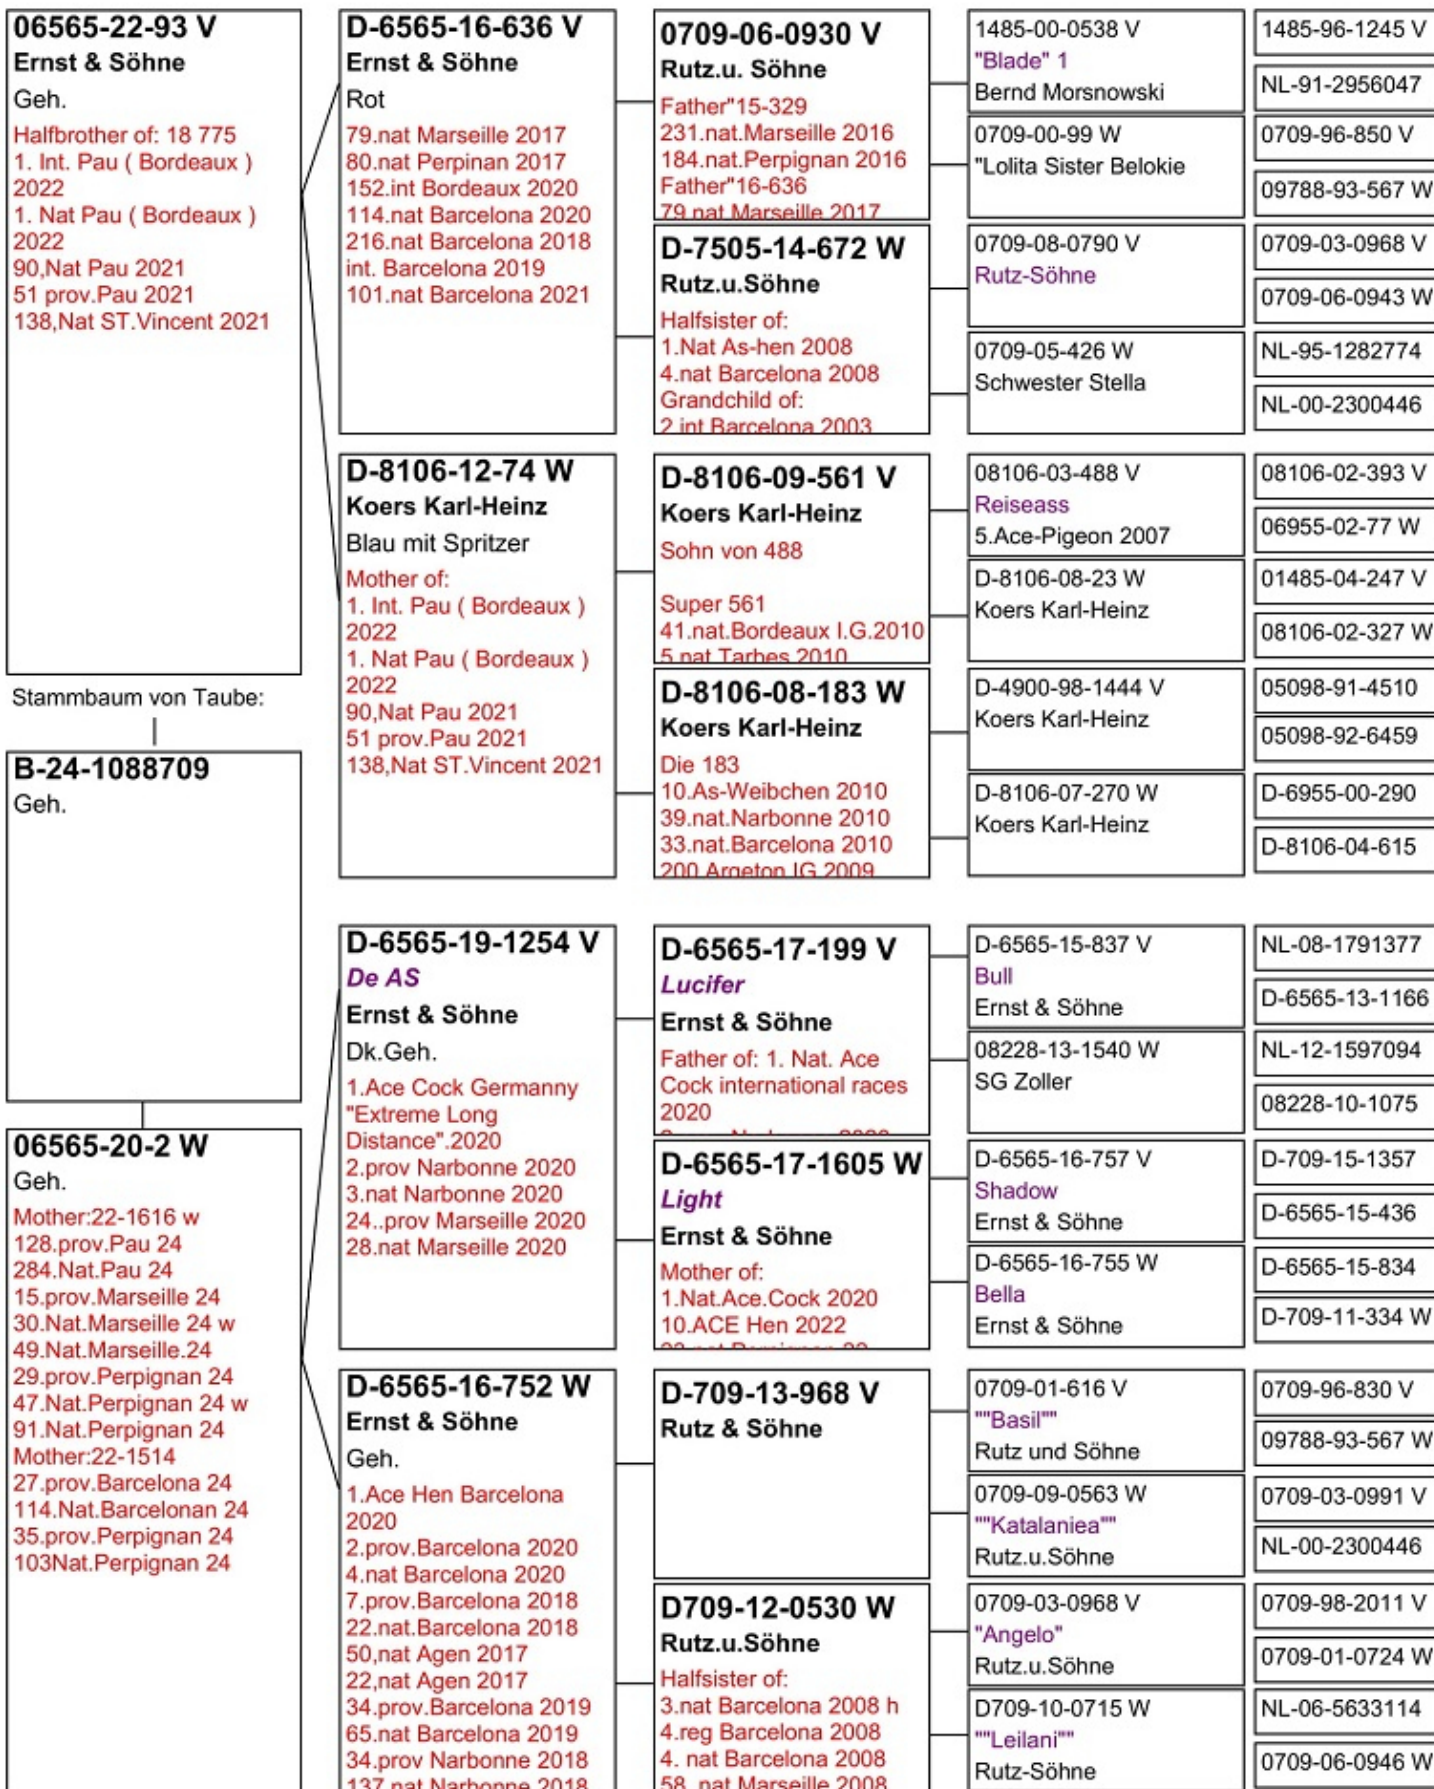 06565-22-93 V
Ernst & Söhne
Geh.
Halfbrother of: 18 775
1. Int. Pau ( Bordeaux )
2022
1. Nat Pau ( Bordeaux )
2022
90,Nat Pau 2021
51 prov.Pau 2021
138,Nat ST.Vincent 2021
Stammbaum von Taube:
B-24-1088709
Geh.
06565-20-2 W
Geh.
Mother:22-1616 w
128.prov.Pau 24
284.Nat.Pau 24
15.prov.Marseille 24
30.Nat.Marseille 24 w
49.Nat.Marseille.24
29.prov.Perpignan 24
47.Nat.Perpignan 24 w
91.Nat.Perpignan 24
Mother:22-1514
27.prov.Barcelona 24
114.Nat.Barcelonan 24
35.prov.Perpignan 24
103Nat.Perpignan 24
D-6565-16-636 V
Ernst & Söhne
Rot
79.nat Marseille 2017
80.nat Perpinan 2017
152.int Bordeaux 2020
114.nat Barcelona 2020
216.nat Barcelona 2018
int. Barcelona 2019
101.nat Barcelona 2021
D-8106-12-74 W
Koers Karl-Heinz
Blau mit Spritzer
Mother of:
1. Int. Pau ( Bordeaux )
2022
1. Nat Pau ( Bordeaux )
2022
90,Nat Pau 2021
51 prov.Pau 2021
138,Nat ST.Vincent 2021
D-6565-19-1254 V
De AS
Ernst & Söhne
Dk.Geh.
1.Ace Cock Germanny
"Extreme Long
Distance".2020
2.prov Narbonne 2020
3.nat Narbonne 2020
24..prov Marseille 2020
28.nat Marseille 2020
D-6565-16-752 W
Ernst & Söhne
Geh.
1.Ace Hen Barcelona
2020
2.prov.Barcelona 2020
4.nat Barcelona 2020
7.prov.Barcelona 2018
22.nat.Barcelona 2018
50,nat Agen 2017
22,nat Agen 2017
34.prov.Barcelona 2019
65.nat Barcelona 2019
34.prov Narbonne 2018
137.nat Narbonne 2018
0709-06-0930 V
Rutz.u. Söhne
Father"15-329
231.nat.Marseille 2016
184.nat.Perpignan 2016
Father"16-636
79 nat Marseille 2017
D-7505-14-672 W
Rutz.u.Söhne
Halfsister of:
1.Nat As-hen 2008
4.nat Barcelona 2008
Grandchild of:
2 int Barcelona 2003
D-8106-09-561 V
Koers Karl-Heinz
Sohn von 488
Super 561
41.nat.Bordeaux I.G.2010
5 nat Tarbes 2010
D-8106-08-183 W
Koers Karl-Heinz
Die 183
10.As-Weibchen 2010
39.nat.Narbonne 2010
33.nat.Barcelona 2010
200 Argeton IG 2009
D-6565-17-199 V
Lucifer
Ernst & Söhne
Father of: 1. Nat. Ace
Cock international races
2020
D-6565-17-1605 W
Light
Ernst & Söhne
Mother of:
1.Nat.Ace.Cock 2020
10.ACE Hen 2022
D-709-13-968 V
Rutz & Söhne
D709-12-0530 W
Rutz.u.Söhne
Halfsister of:
3.nat Barcelona 2008 h
4.reg Barcelona 2008
4. nat Barcelona 2008
58. nat Marseille 2008
1485-00-0538 V
"Blade" 1
Bernd Morsnowski
0709-00-99 W
"Lolita Sister Belokie
0709-08-0790 V
Rutz-Söhne
0709-05-426 W
Schwester Stella
08106-03-488 V
Reiseass
5.Ace-Pigeon 2007
D-8106-08-23 W
Koers Karl-Heinz
D-4900-98-1444 V
Koers Karl-Heinz
D-8106-07-270 W
Koers Karl-Heinz
D-6565-15-837 V
Bull
Ernst & Söhne
08228-13-1540 W
SG Zoller
D-6565-16-757 V
Shadow
Ernst & Söhne
D-6565-16-755 W
Bella
Ernst & Söhne
0709-01-616 V
""Basil""
Rutz und Söhne
0709-09-0563 W
""Katalaniea""
Rutz.u.Söhne
0709-03-0968 V
"Angelo"
Rutz.u.Söhne
D709-10-0715 W
""Leilani""
Rutz-Söhne
1485-96-1245 V
NL-91-2956047
0709-96-850 V
09788-93-567 W
0709-03-0968 V
0709-06-0943 W
NL-95-1282774
NL-00-2300446
08106-02-393 V
06955-02-77 W
01485-04-247 V
08106-02-327 W
05098-91-4510
05098-92-6459
D-6955-00-290
D-8106-04-615
NL-08-1791377
D-6565-13-1166
NL-12-1597094
08228-10-1075
D-709-15-1357
D-6565-15-436
D-6565-15-834
D-709-11-334 W
0709-96-830 V
09788-93-567 W
0709-03-0991 V
NL-00-2300446
0709-98-2011 V
0709-01-0724 W
NL-06-5633114
0709-06-0946 W